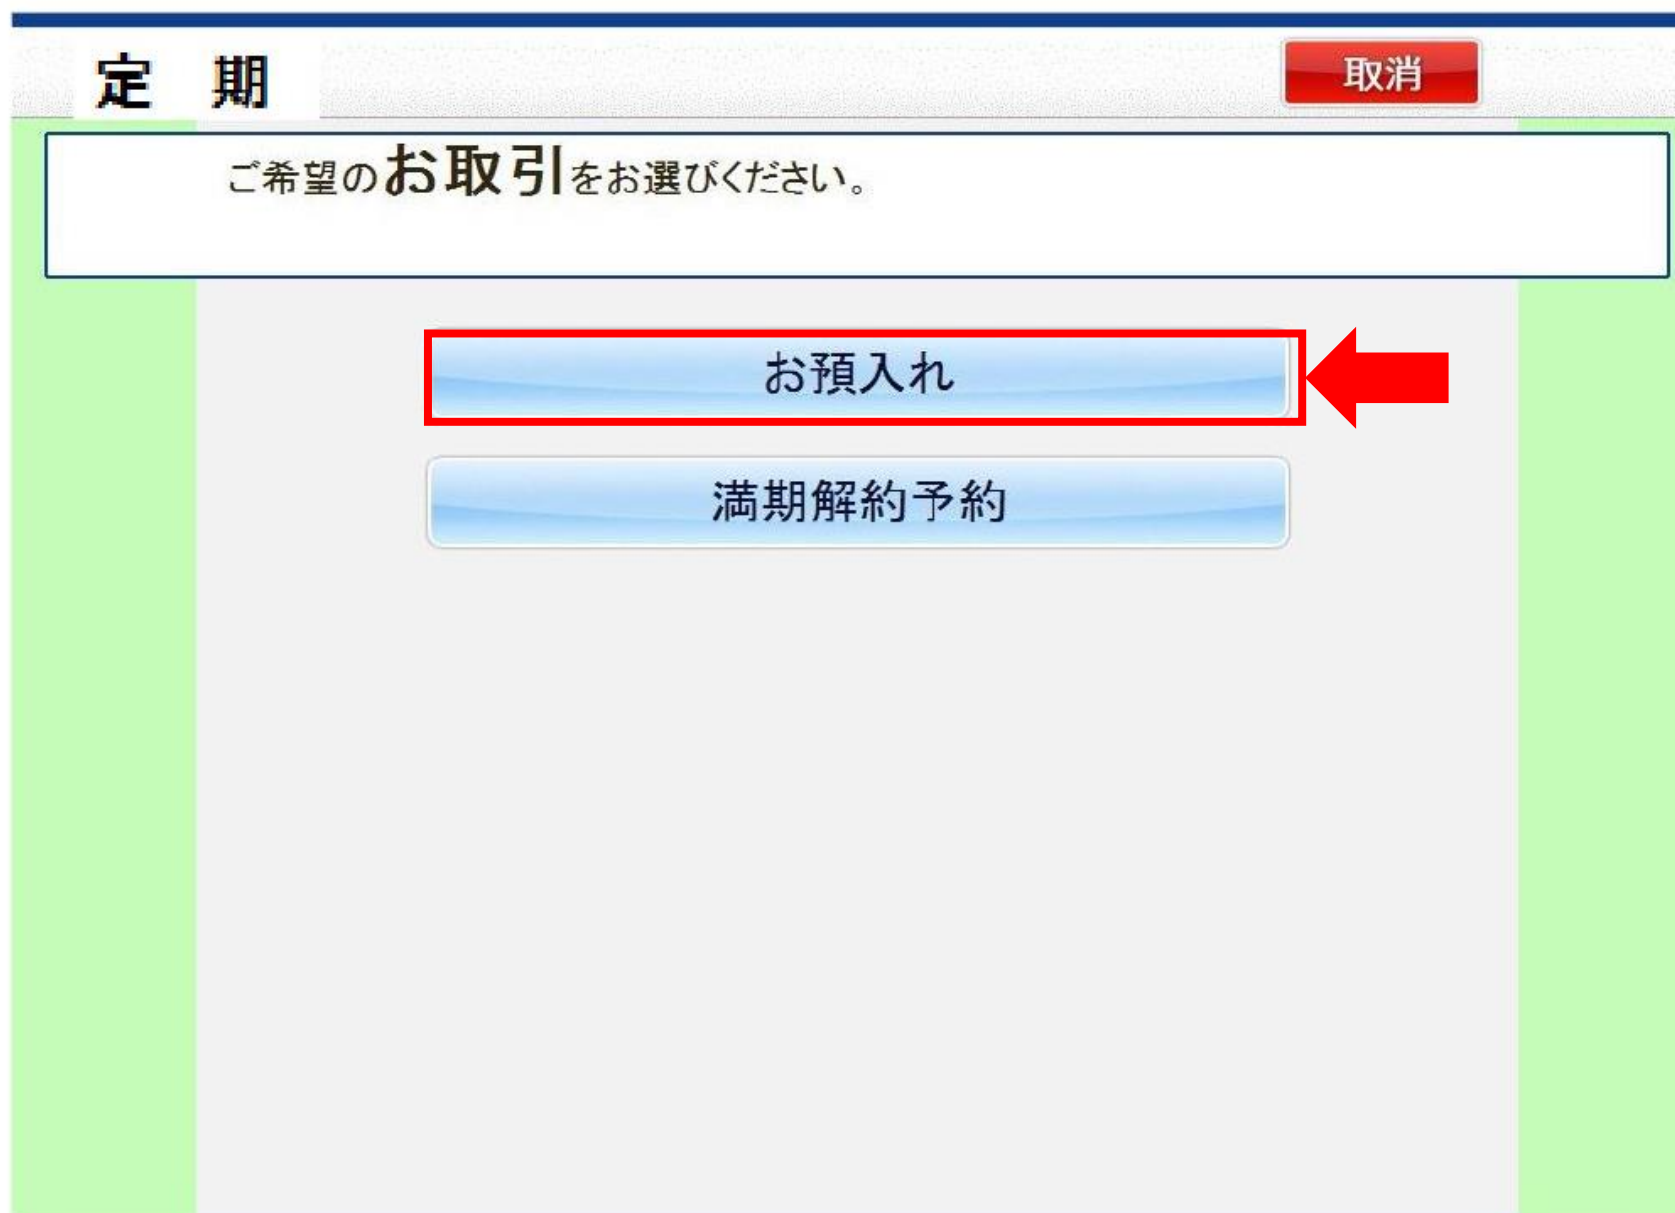 定　期
取消
ご希望のお取引をお選びください。
お預入れ
満期解約予約